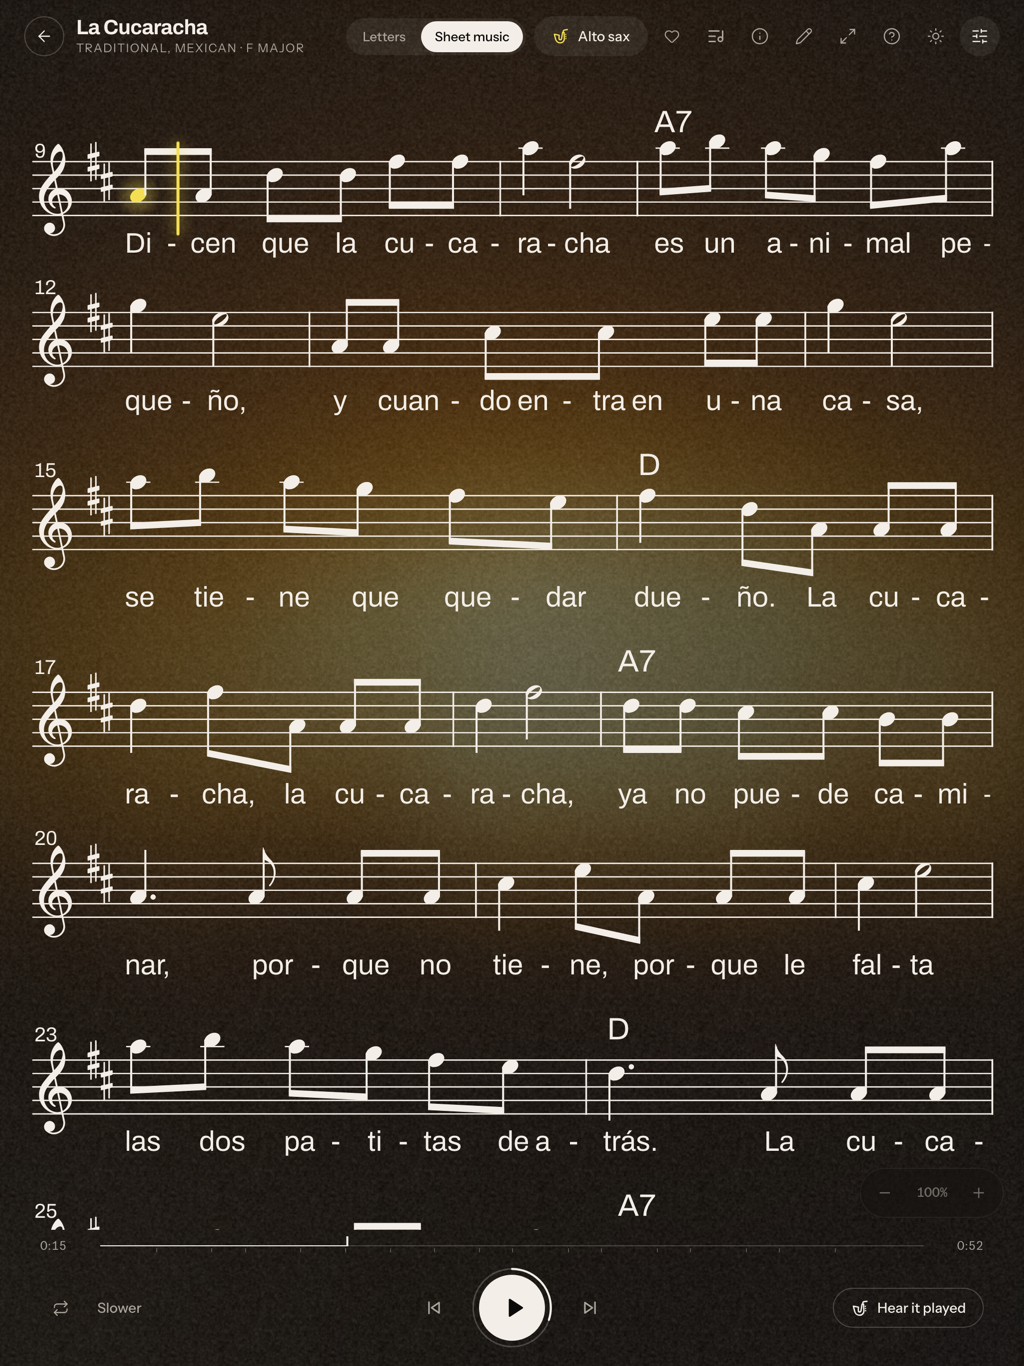 La Cucaracha
TRADITIONAL, MEXICAN · F MAJOR
Letters
Sheet music
Alto sax
A7
9
Di - cen que la cu - ca - ra - cha es un a - ni - mal pe -
12
que - ño, y cuan - do en - tra en u - na ca - sa,
15
D
se tie - ne que que - dar due - ño. La cu - ca -
17
A7
ra - cha, la cu - ca - ra - cha, ya no pue - de ca - mi -
20
nar, por - que no tie - ne, por - que le fal - ta
23
D
las dos pa - ti - tas de a - trás. La cu - ca -
100%
25
A7
0:15
0:52
Slower
Hear it played